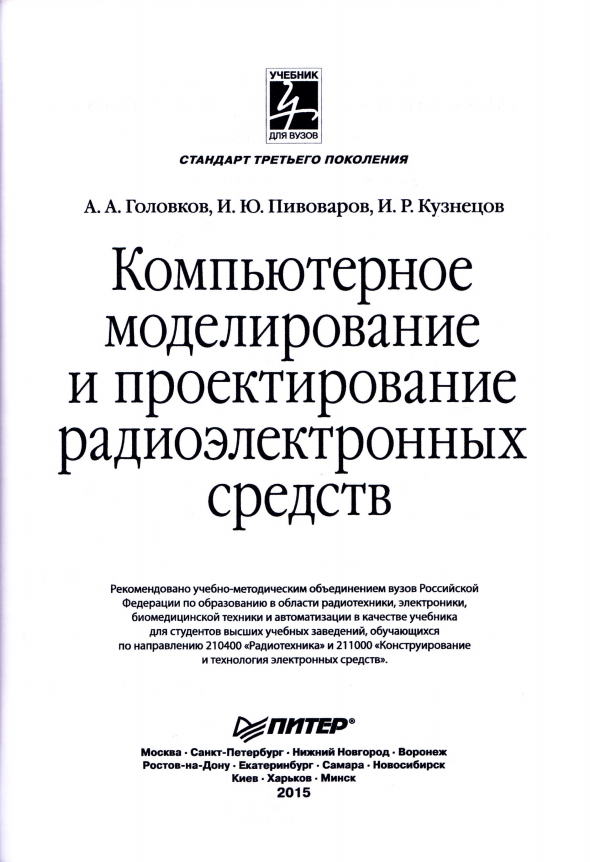 УЧЕБНИК
ДЛЯ ВУЗОВ
СТАНДАРТ ТРЕТЬЕГО ПОКОЛЕНИЯ
А. А. Головков, И. Ю. Пивоваров, И. Р. Кузнецов
Компьютерное
моделирование
и проектирование
радиоэлектронных
средств
Рекомендовано учебно-методическим объединением вузов Российской
Федерации по образованию в области радиотехники, электроники,
биомедицинской техники и автоматизации в качестве учебника
для студентов высших учебных заведений, обучающихся
по направлению 210400 «Радиотехника» и 211000 «Конструирование
и технология электронных средств».
ПИТЕР®
Москва · Санкт-Петербург · Нижний Новгород · Воронеж
Ростов-на-Дону · Екатеринбург · Самара · Новосибирск
Киев · Харьков · Минск
2015